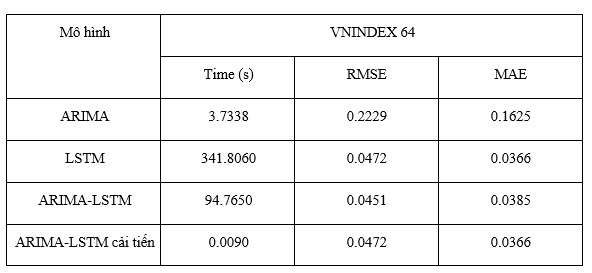 Mô hình VNINDEX 64
Time (s) RMSE MAE
ARIMA 3.7338 0.2229 0.1625
LSTM 341.8060 0.0472 0.0366
ARIMA-LSTM 94.7650 0.0451 0.0385
ARIMA-LSTM cải tiến 0.0090 0.0472 0.0366